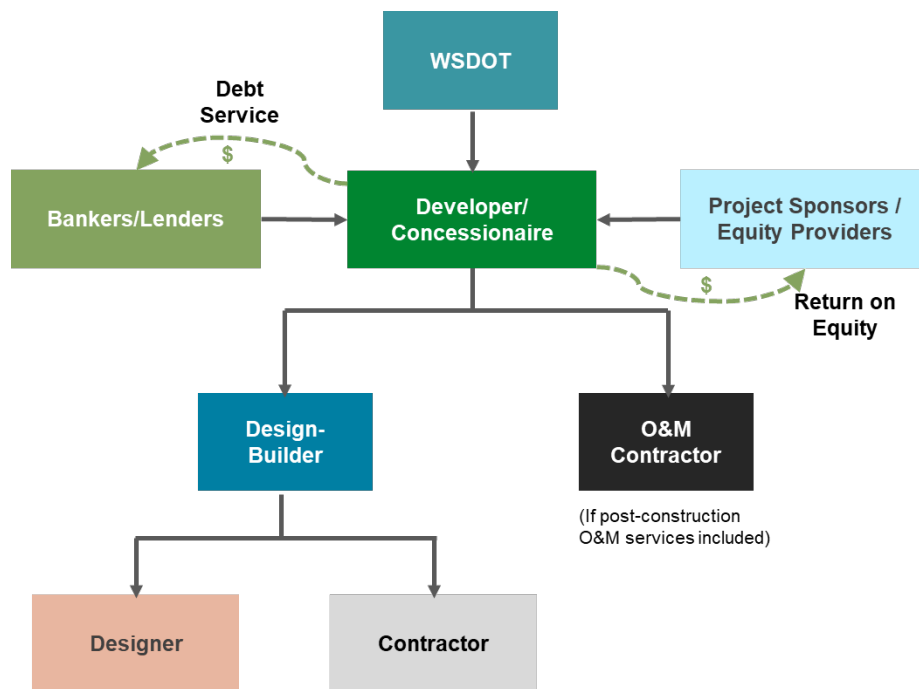 WSDOT
Debt
Service
$
Bankers/Lenders
Developer/
Concessionaire
Project Sponsors /
Equity Providers
$
Return on
Equity
Design-
Builder
O&M
Contractor
(If post-construction
O&M services included)
Designer
Contractor